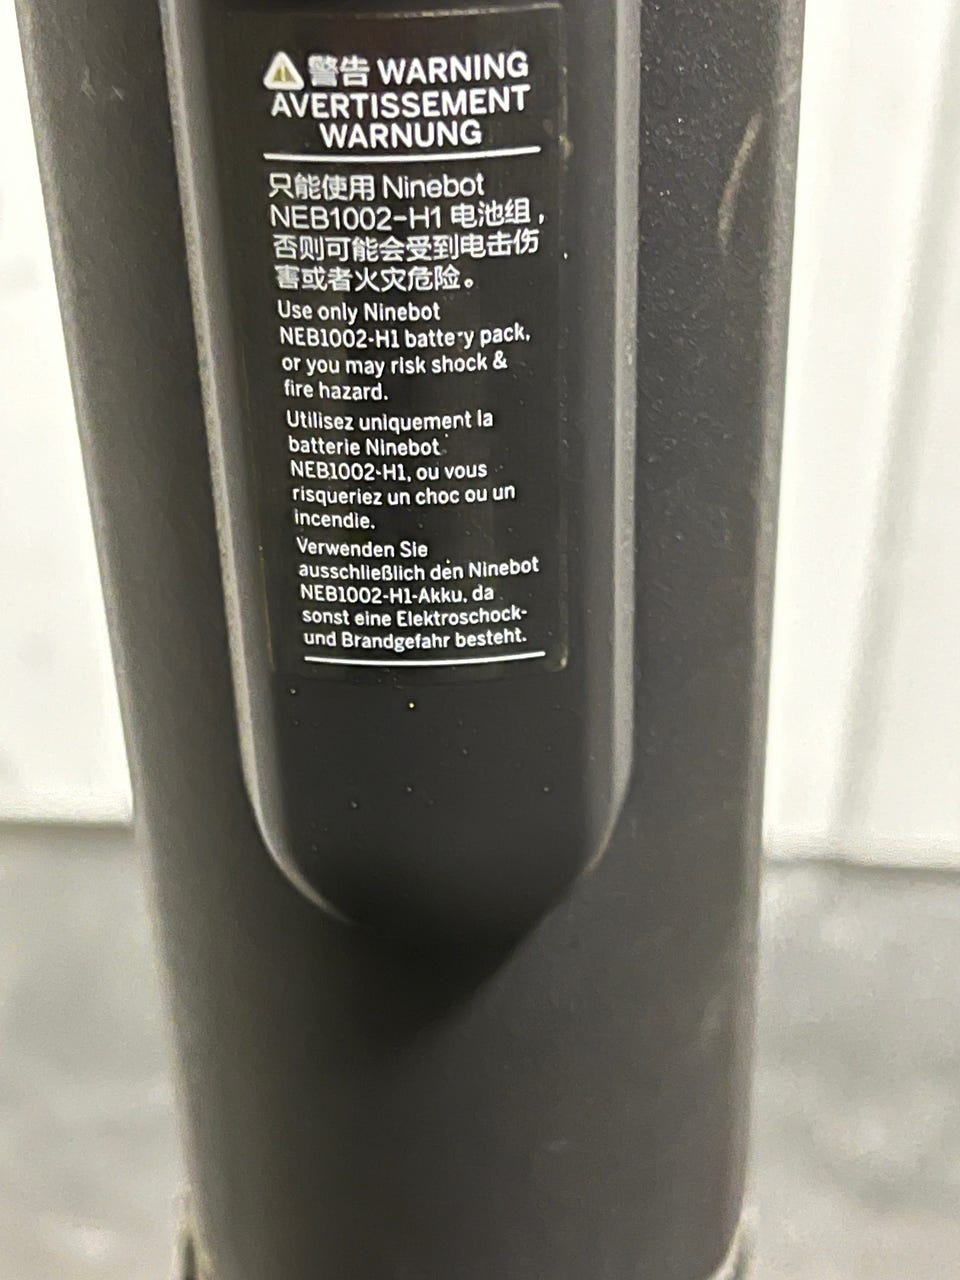 警告 WARNING
AVERTISSEMENT
WARNUNG
只能使用 Ninebot
NEB1002-H1 电池组，
否则可能会受到电击伤
害或者火灾危险。
Use only Ninebot
NEB1002-H1 battery pack,
or you may risk shock &
fire hazard.
Utilisez uniquement la
batterie Ninebot
NEB1002-H1, ou vous
risqueriez un choc ou un
incendie.
Verwenden Sie
ausschließlich den Ninebot
NEB1002-H1-Akku, da
sonst eine Elektroschock-
und Brandgefahr besteht.